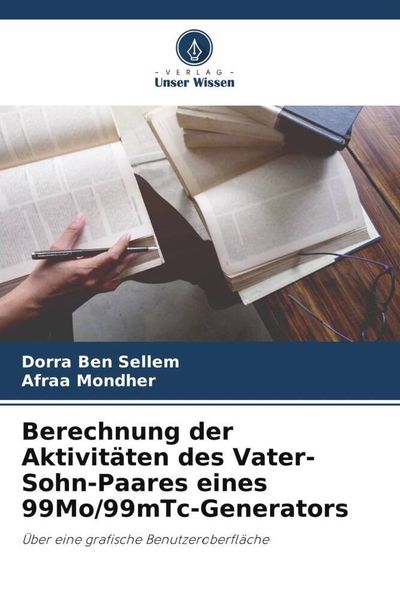 - VERLAG -
Unser Wissen
Dorra Ben Sellem
Afraa Mondher
Berechnung der
Aktivitäten des Vater-
Sohn-Paares eines
99Mo/99mTc-Generators
Über eine grafische Benutzeroberfläche